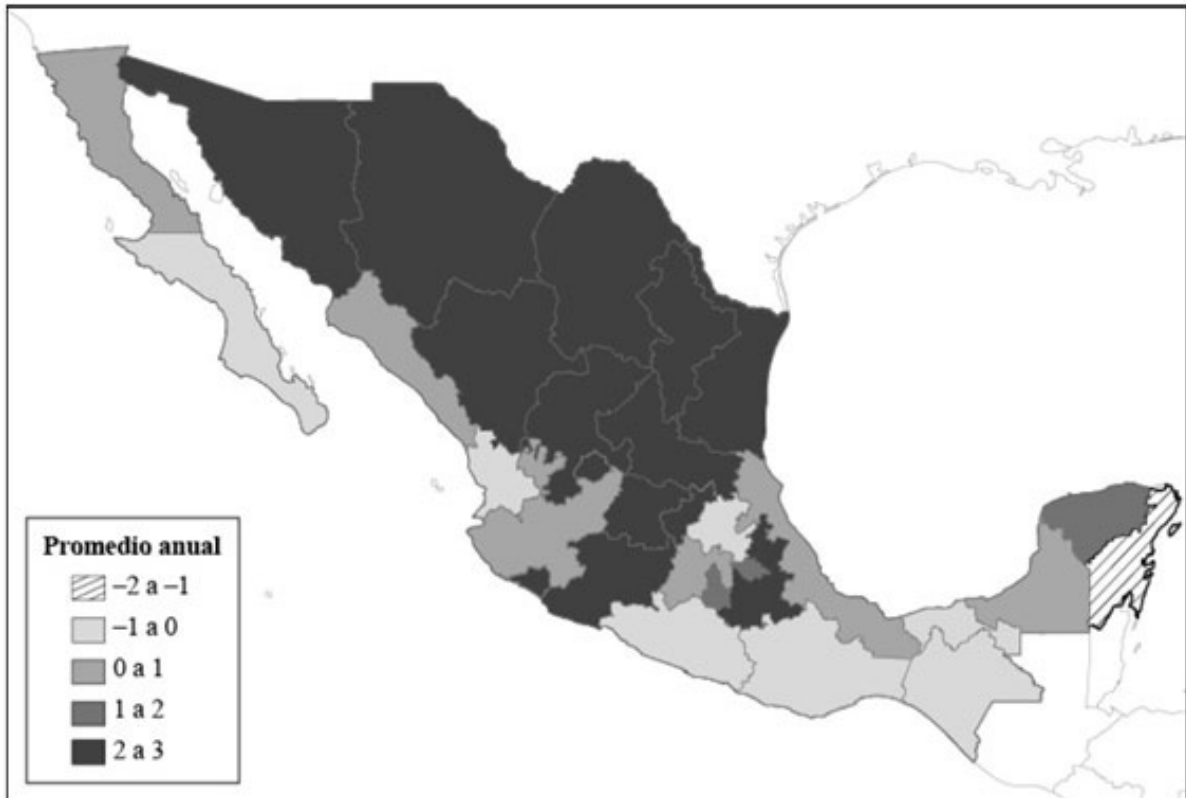 Promedio anual
–2 a –1
–1 a 0
0 a 1
1 a 2
2 a 3